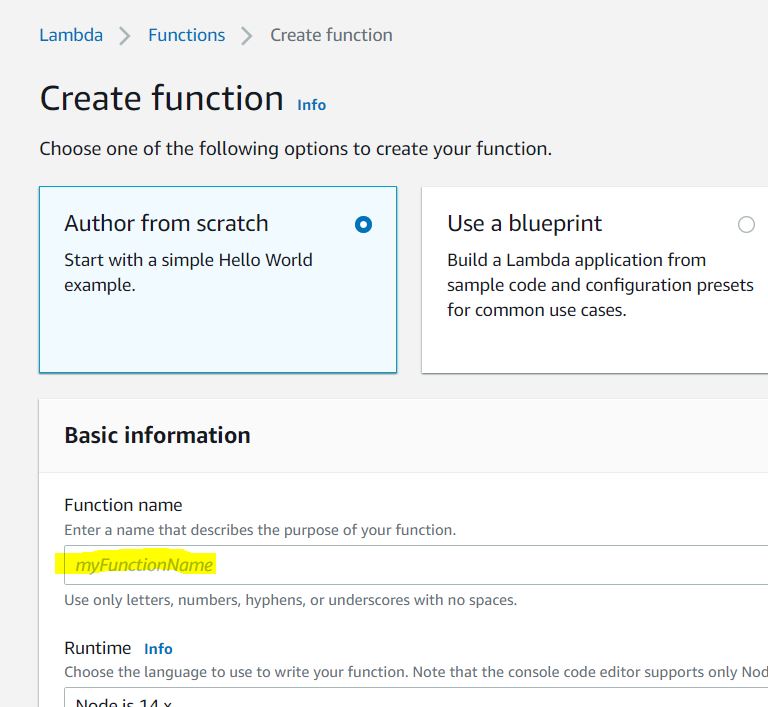 Lambda > Functions > Create function
Create function Info
Choose one of the following options to create your function.
Author from scratch
Start with a simple Hello World
example.
Use a blueprint
Build a Lambda application from
sample code and configuration presets
for common use cases.
Basic information
Function name
Enter a name that describes the purpose of your function.
myFunctionName
Use only letters, numbers, hyphens, or underscores with no spaces.
Runtime Info
Choose the language to use to write your function. Note that the console code editor supports only Nod
Node.js 14.x